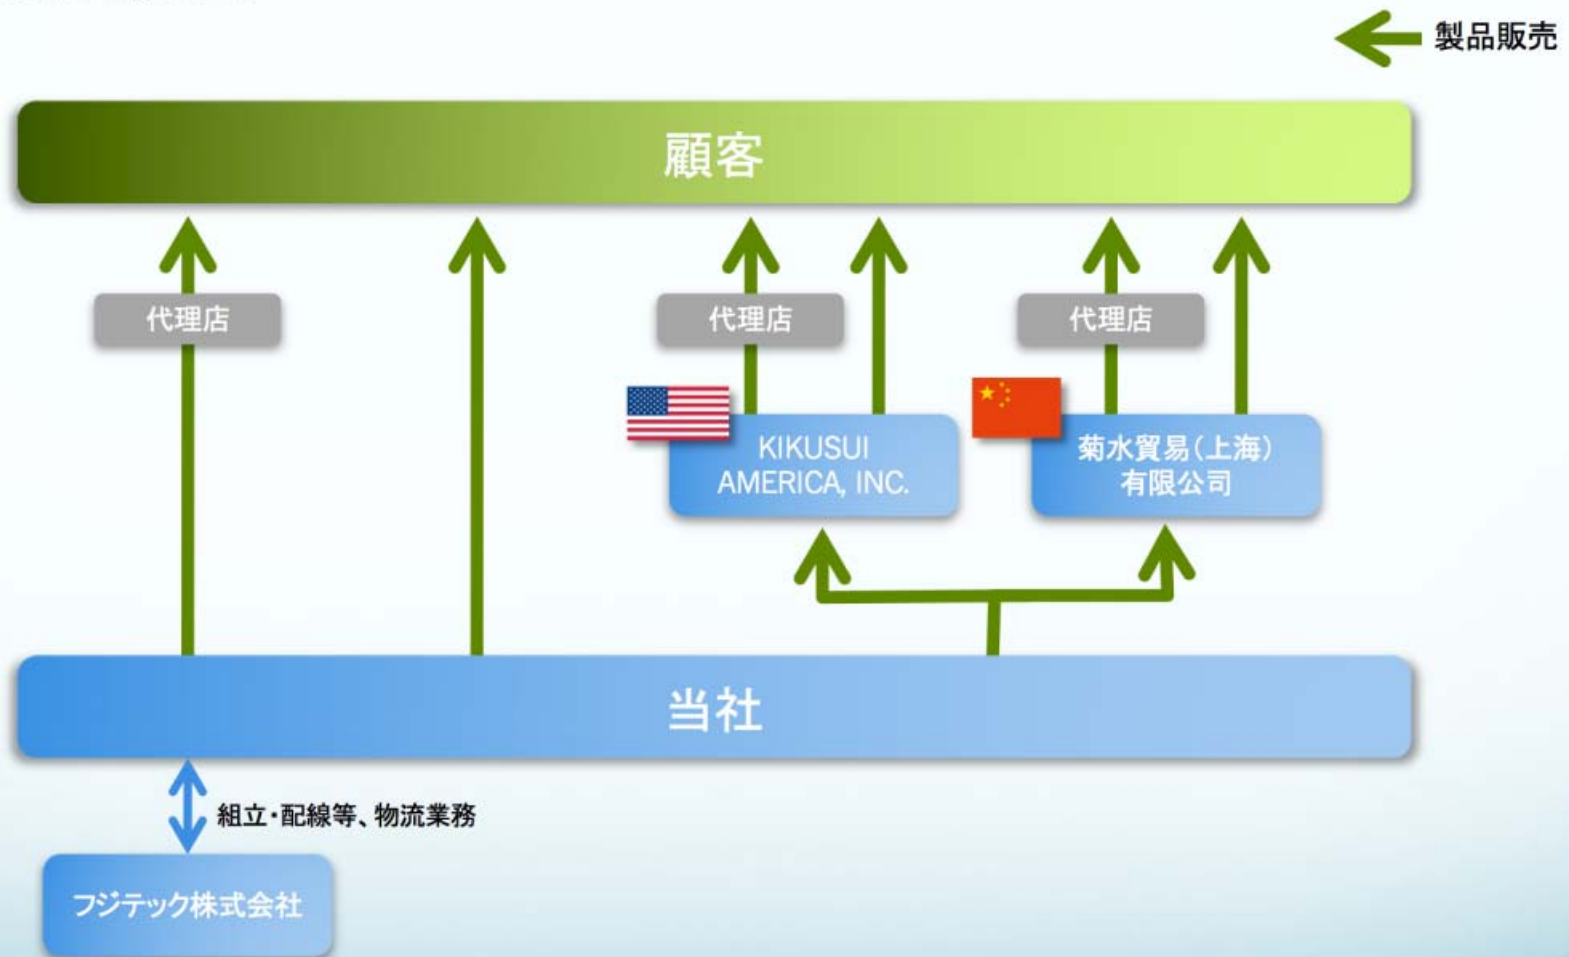 製品販売
顧客
代理店
代理店
代理店
KIKUSUI
AMERICA, INC.
菊水貿易(上海)
有限公司
当社
組立・配線等、物流業務
フジテック株式会社